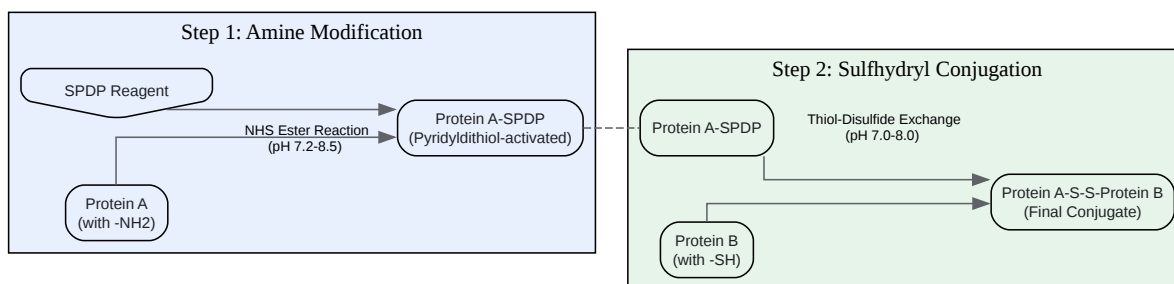 Step 1: Amine Modification
SPDP Reagent
NHS Ester Reaction
(pH 7.2-8.5)
Protein A-SPDP
(Pyridyldithiol-activated)
Protein A
(with -NH2)
Step 2: Sulfhydryl Conjugation
Protein A-SPDP
Thiol-Disulfide Exchange
(pH 7.0-8.0)
Protein A-S-S-Protein B
(Final Conjugate)
Protein B
(with -SH)